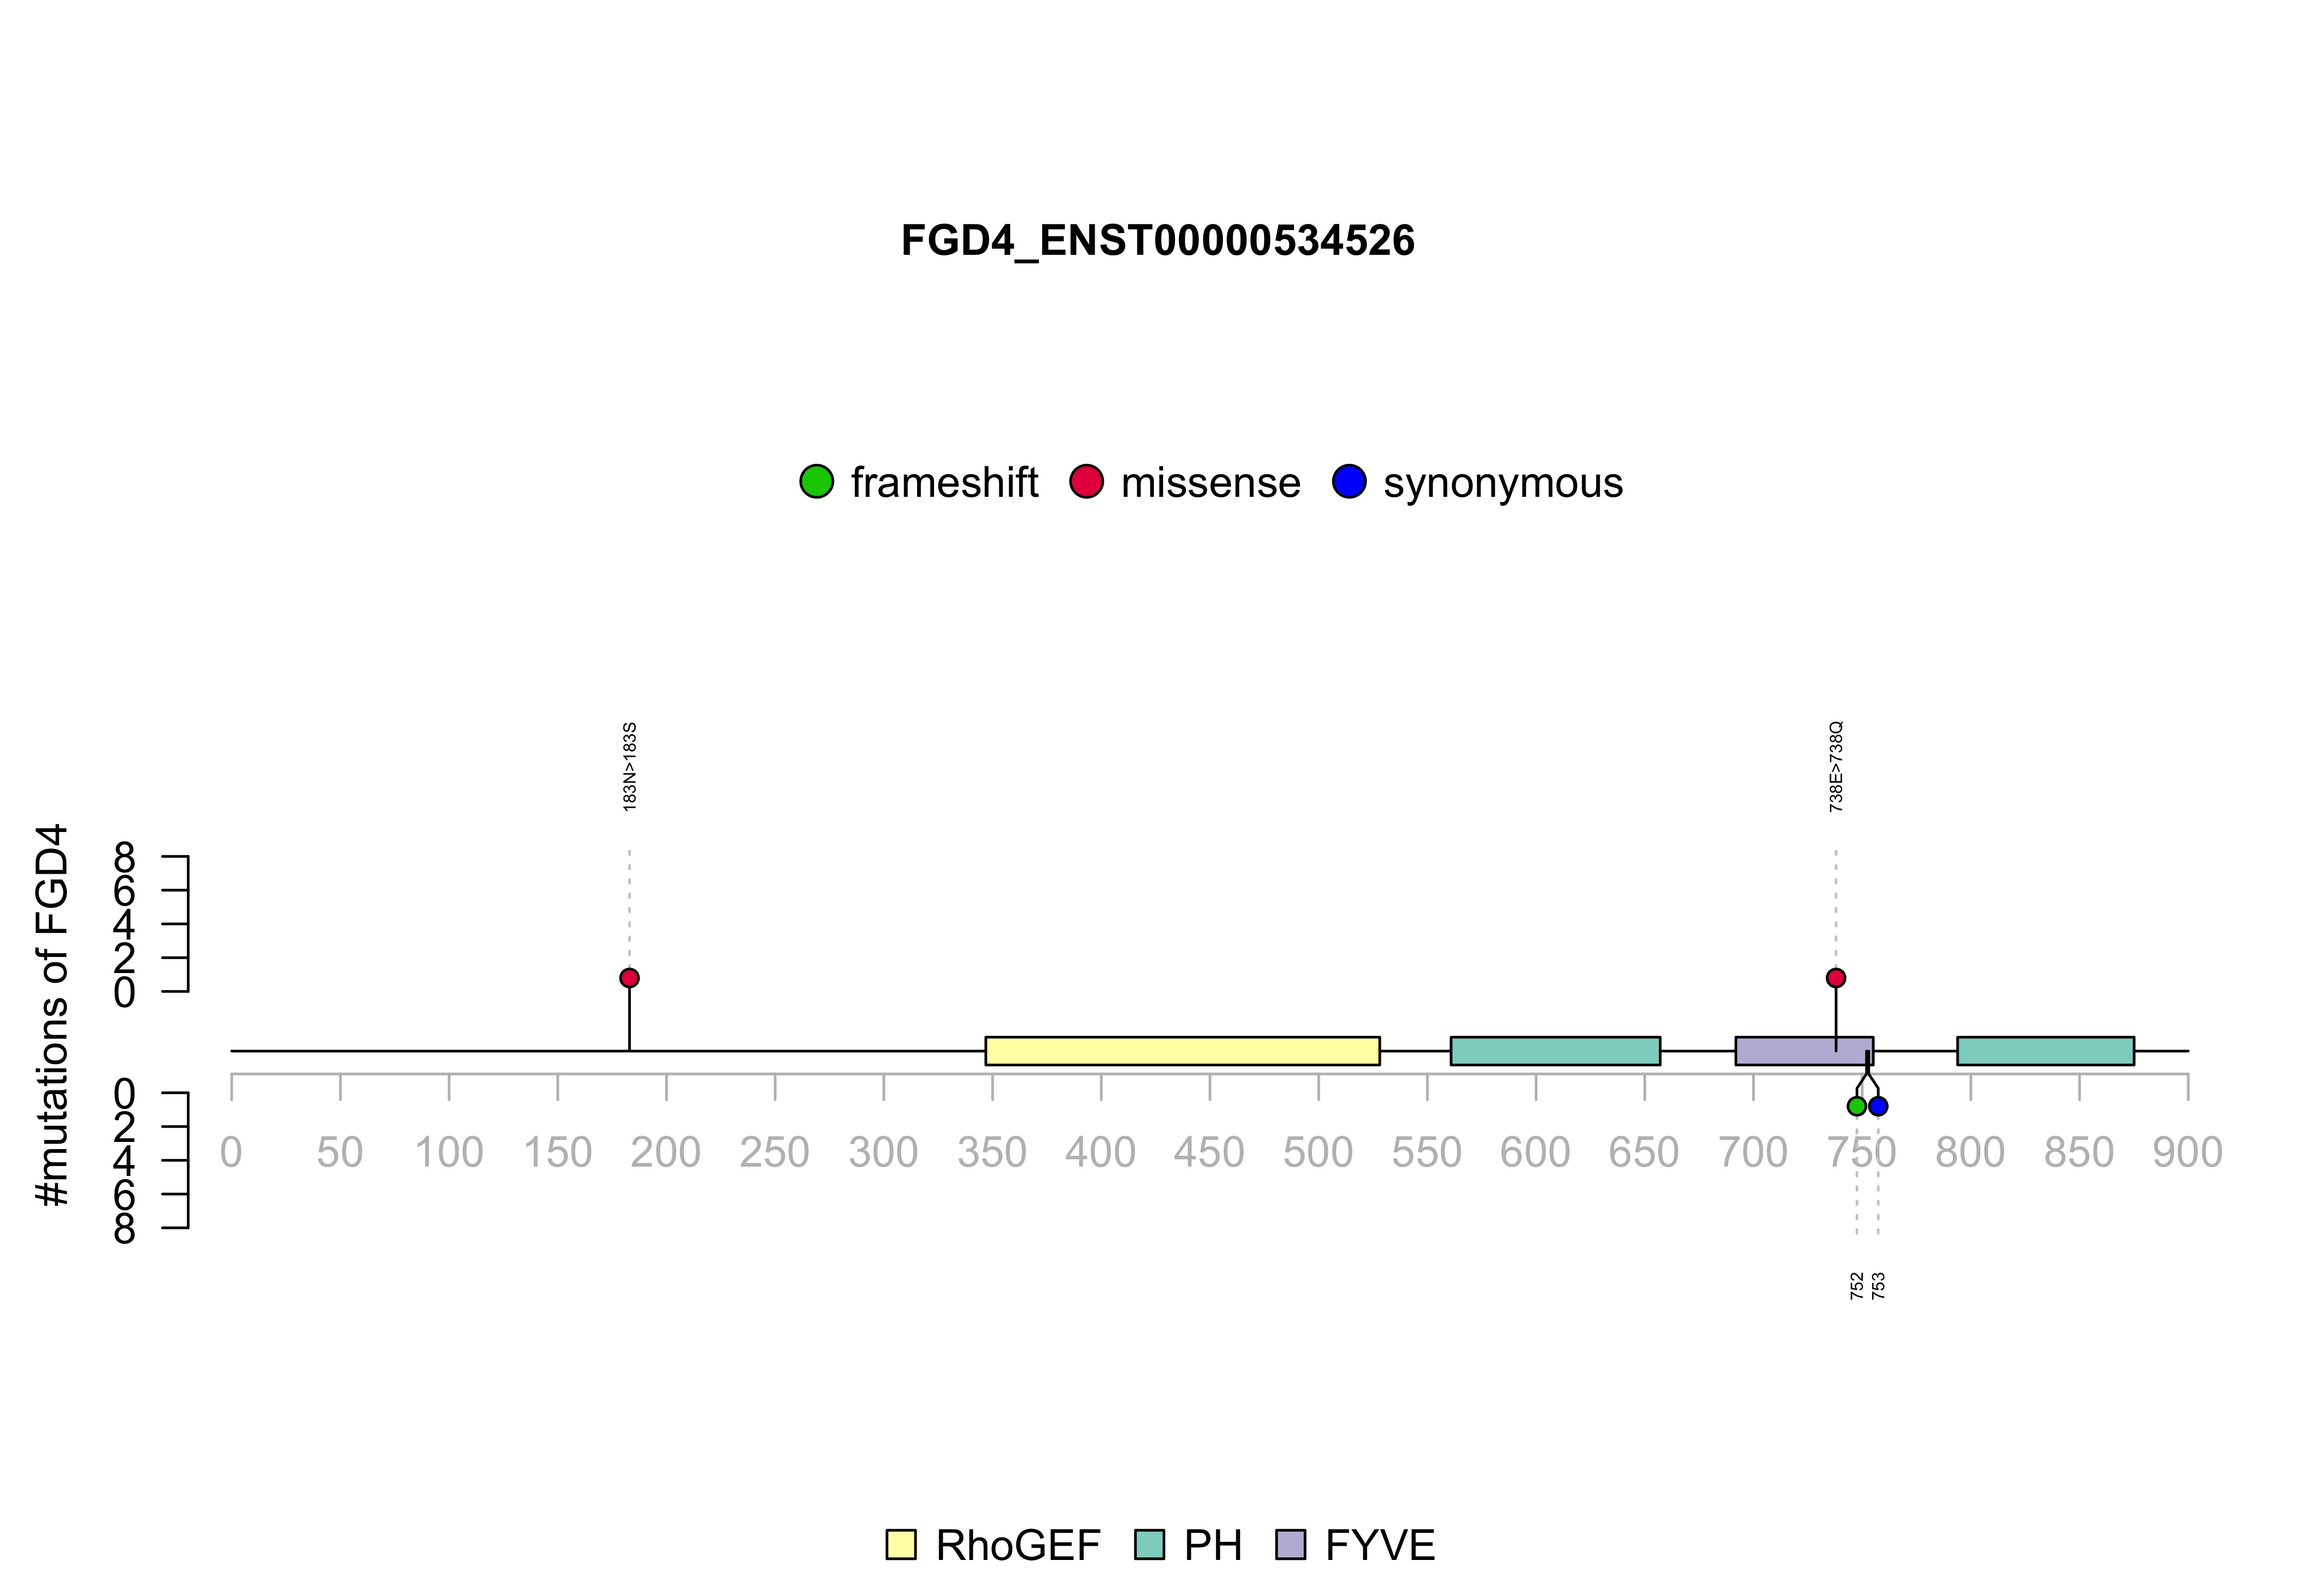 FGD4_ENST00000534526
frameshift missense synonymous
183N>183S
738E>738Q
#mutations of FGD4
8
6
4
2
0
0
2
4
6
8
0 50 100 150 200 250 300 350 400 450 500 550 600 650 700 750 800 850 900
752
753
RhoGEF PH FYVE